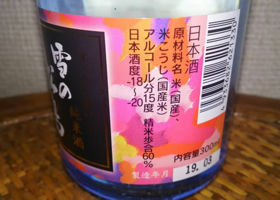 雪の
米酒
日本酒
原材料名 米(国産)、
米こうじ(国産米)
アルコール分15度 精米歩合60%
日本酒度-18~-20
内容量300ml
製造年月
19.03